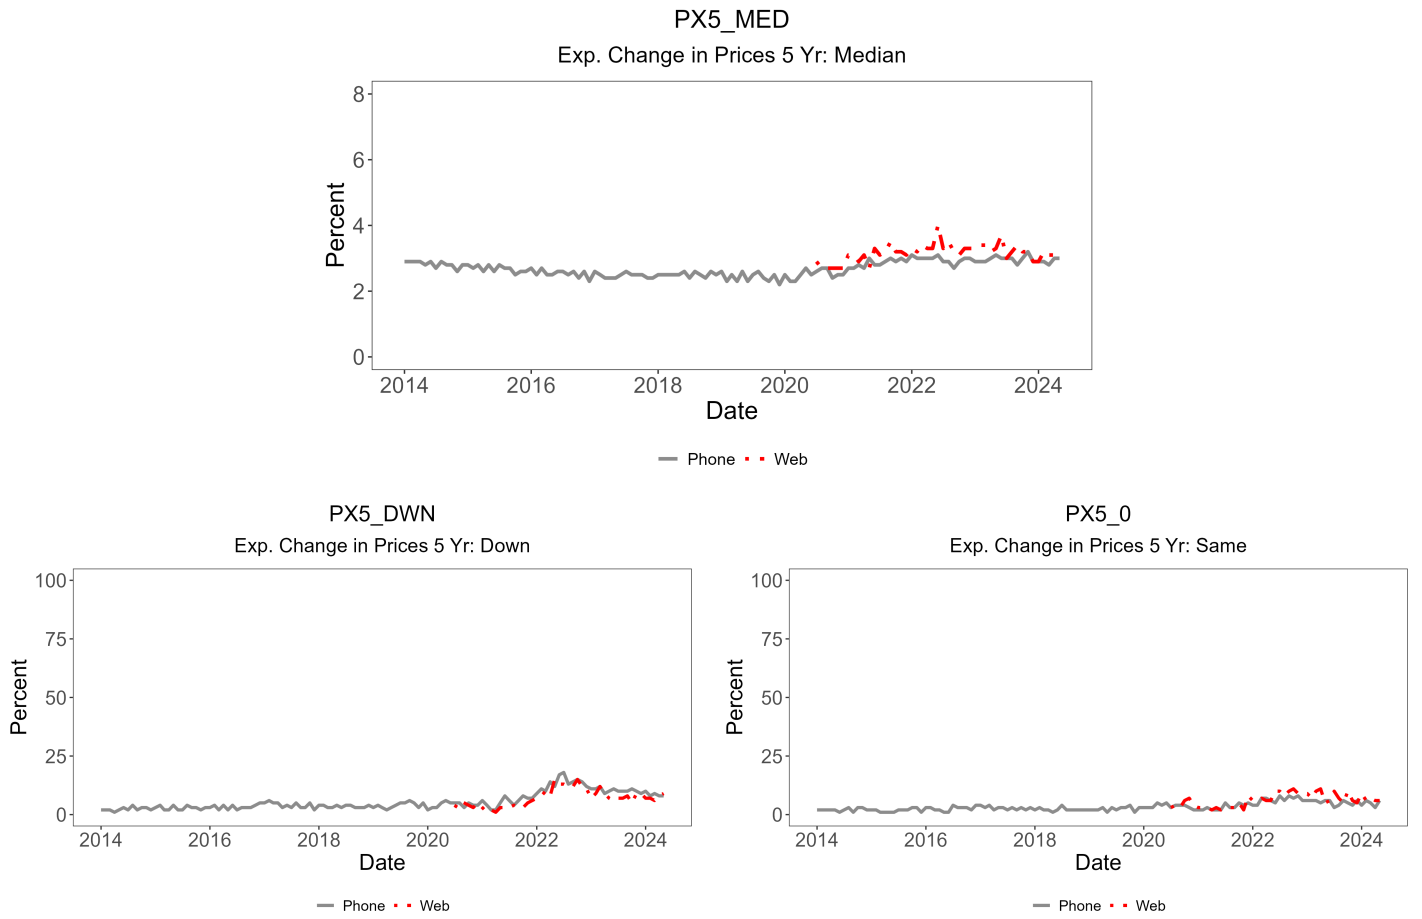 PX5_MED
Exp. Change in Prices 5 Yr: Median
8
6
4
2
0
Percent
2014 2016 2018 2020 2022 2024
Date
Phone Web
PX5_DWN
Exp. Change in Prices 5 Yr: Down
100
75
50
25
0
Percent
2014 2016 2018 2020 2022 2024
Date
Phone Web
PX5_0
Exp. Change in Prices 5 Yr: Same
100
75
50
25
0
Percent
2014 2016 2018 2020 2022 2024
Date
Phone Web